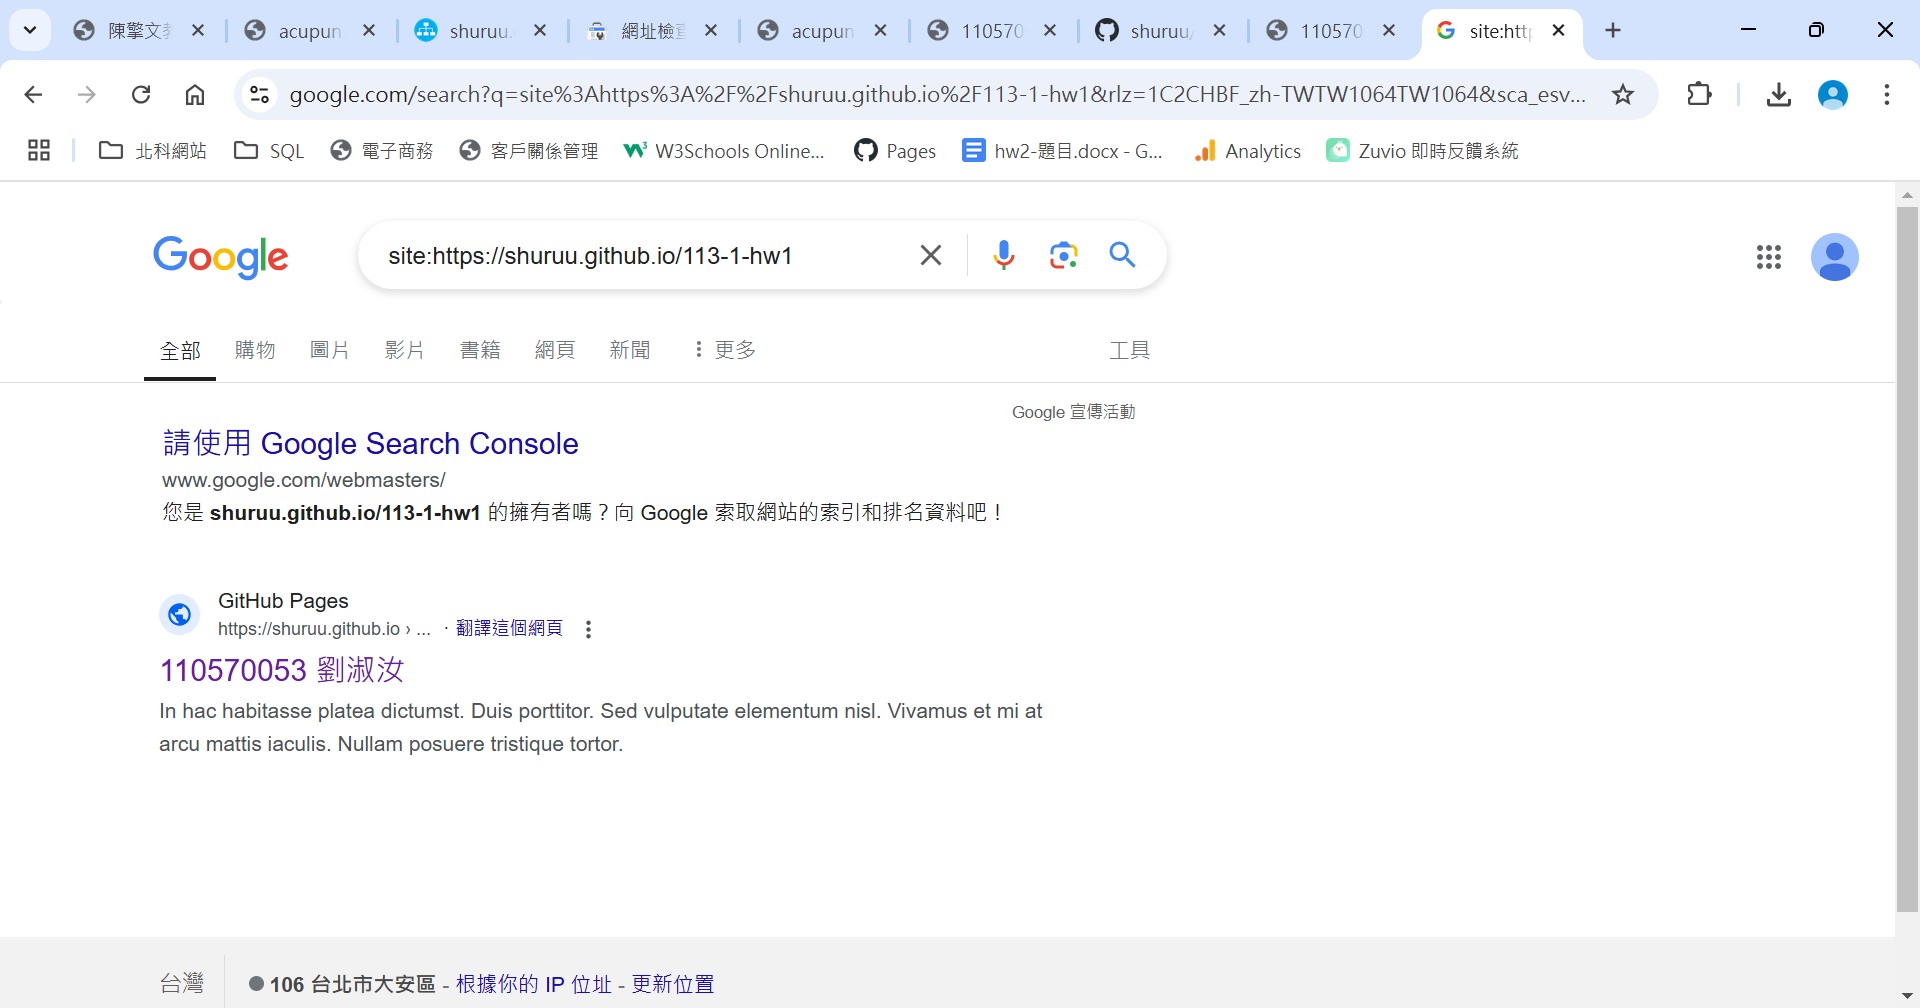 陳擎文教
acupun
shuruu.
網址檢查
acupun
110570
shuruu/
110570
site:http
google.com/search?q=site%3Ahttps%3A%2F%2Fshuruu.github.io%2F113-1-hw1&rlz=1C2CHBF_zh-TWTW1064TW1064&sca_esv...
北科網站
SQL
電子商務
客戶關係管理
W3Schools Online...
Pages
hw2-題目.docx - G...
Analytics
Zuvio 即時反饋系統
Google
site:https://shuruu.github.io/113-1-hw1
全部 購物 圖片 影片 書籍 網頁 新聞 更多 工具
Google 宣傳活動
請使用 Google Search Console
www.google.com/webmasters/
您是 shuruu.github.io/113-1-hw1 的擁有者嗎？向 Google 索取網站的索引和排名資料吧！
GitHub Pages
https://shuruu.github.io › ... · 翻譯這個網頁
110570053 劉淑汝
In hac habitasse platea dictumst. Duis porttitor. Sed vulputate elementum nisl. Vivamus et mi at
arcu mattis iaculis. Nullam posuere tristique tortor.
台灣
106 台北市大安區 - 根據你的 IP 位址 - 更新位置